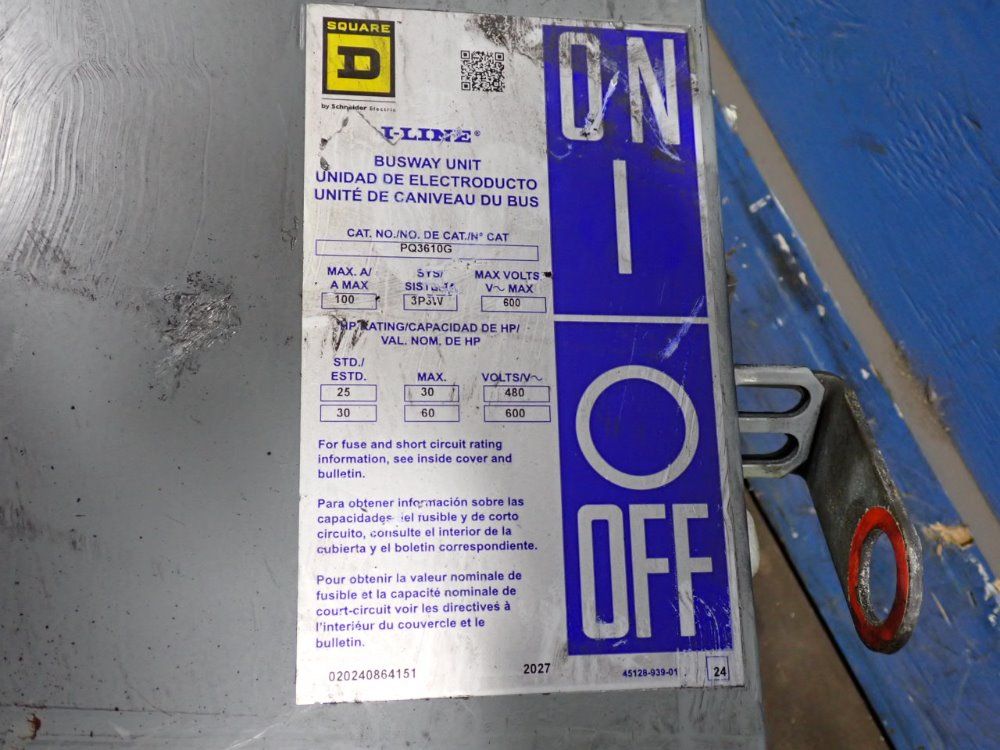 SQUARE
D
by Schneider Electric
I-LINE®
BUSWAY UNIT
UNIDAD DE ELECTRODUCTO
UNITÉ DE CANIVEAU DU BUS
CAT. NO./NO. DE CAT./Nº CAT
PQ3610G
MAX. A/ SYS/ MAX VOLTS
A MAX SISTEMA V~ MAX
100 3P3W 600
HP RATING/CAPACIDAD DE HP/
VAL. NOM. DE HP
STD./
ESTD. MAX. VOLTS/V~
25 30 480
30 60 600
For fuse and short circuit rating
information, see inside cover and
bulletin.
Para obtener información sobre las
capacidades del fusible y de corto
circuito, consulte el interior de la
cubierta y el boletin correspondiente.
Pour obtenir la valeur nominale de
fusible et la capacité nominale de
court-circuit voir les directives à
l'interiéur du couvercle et le
bulletin.
020240864151 2027 45128-939-01 24
ON
I
O
OFF